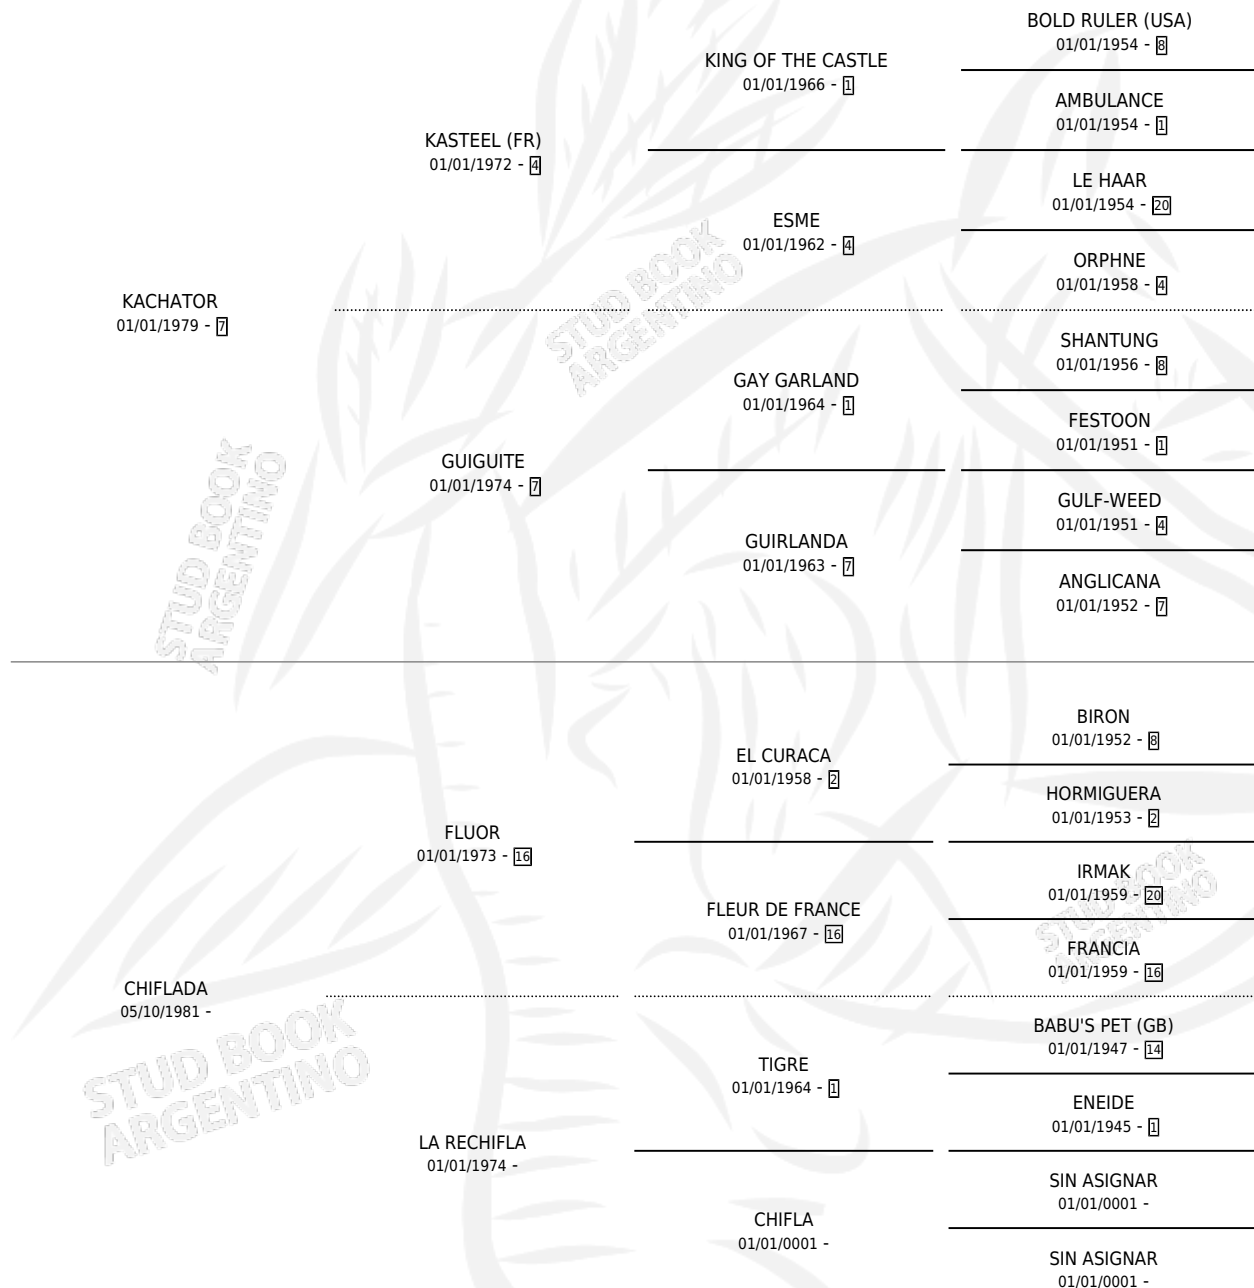 BOLD RULER (USA)
01/01/1954 - 8
KING OF THE CASTLE
01/01/1966 - 1
AMBULANCE
01/01/1954 - 1
KASTEEL (FR)
01/01/1972 - 4
LE HAAR
01/01/1954 - 20
ESME
01/01/1962 - 4
ORPHNE
01/01/1958 - 4
KACHATOR
01/01/1979 - 7
SHANTUNG
01/01/1956 - 8
GAY GARLAND
01/01/1964 - 1
FESTOON
01/01/1951 - 1
GUIGUITE
01/01/1974 - 7
GULF-WEED
01/01/1951 - 4
GUIRLANDA
01/01/1963 - 7
ANGLICANA
01/01/1952 - 7
BIRON
01/01/1952 - 8
EL CURACA
01/01/1958 - 2
HORMIGUERA
01/01/1953 - 2
FLUOR
01/01/1973 - 16
IRMAK
01/01/1959 - 20
FLEUR DE FRANCE
01/01/1967 - 16
FRANCIA
01/01/1959 - 16
CHIFLADA
05/10/1981 -
BABU'S PET (GB)
01/01/1947 - 14
TIGRE
01/01/1964 - 1
ENEIDE
01/01/1945 - 1
LA RECHIFLA
01/01/1974 -
SIN ASIGNAR
01/01/0001 -
CHIFLA
01/01/0001 -
SIN ASIGNAR
01/01/0001 -
STUD BOOK
ARGENTINO
STUD BOOK
ARGENTINO
STUD BOOK
ARGENTINO
STUD BOOK
ARGENTINO